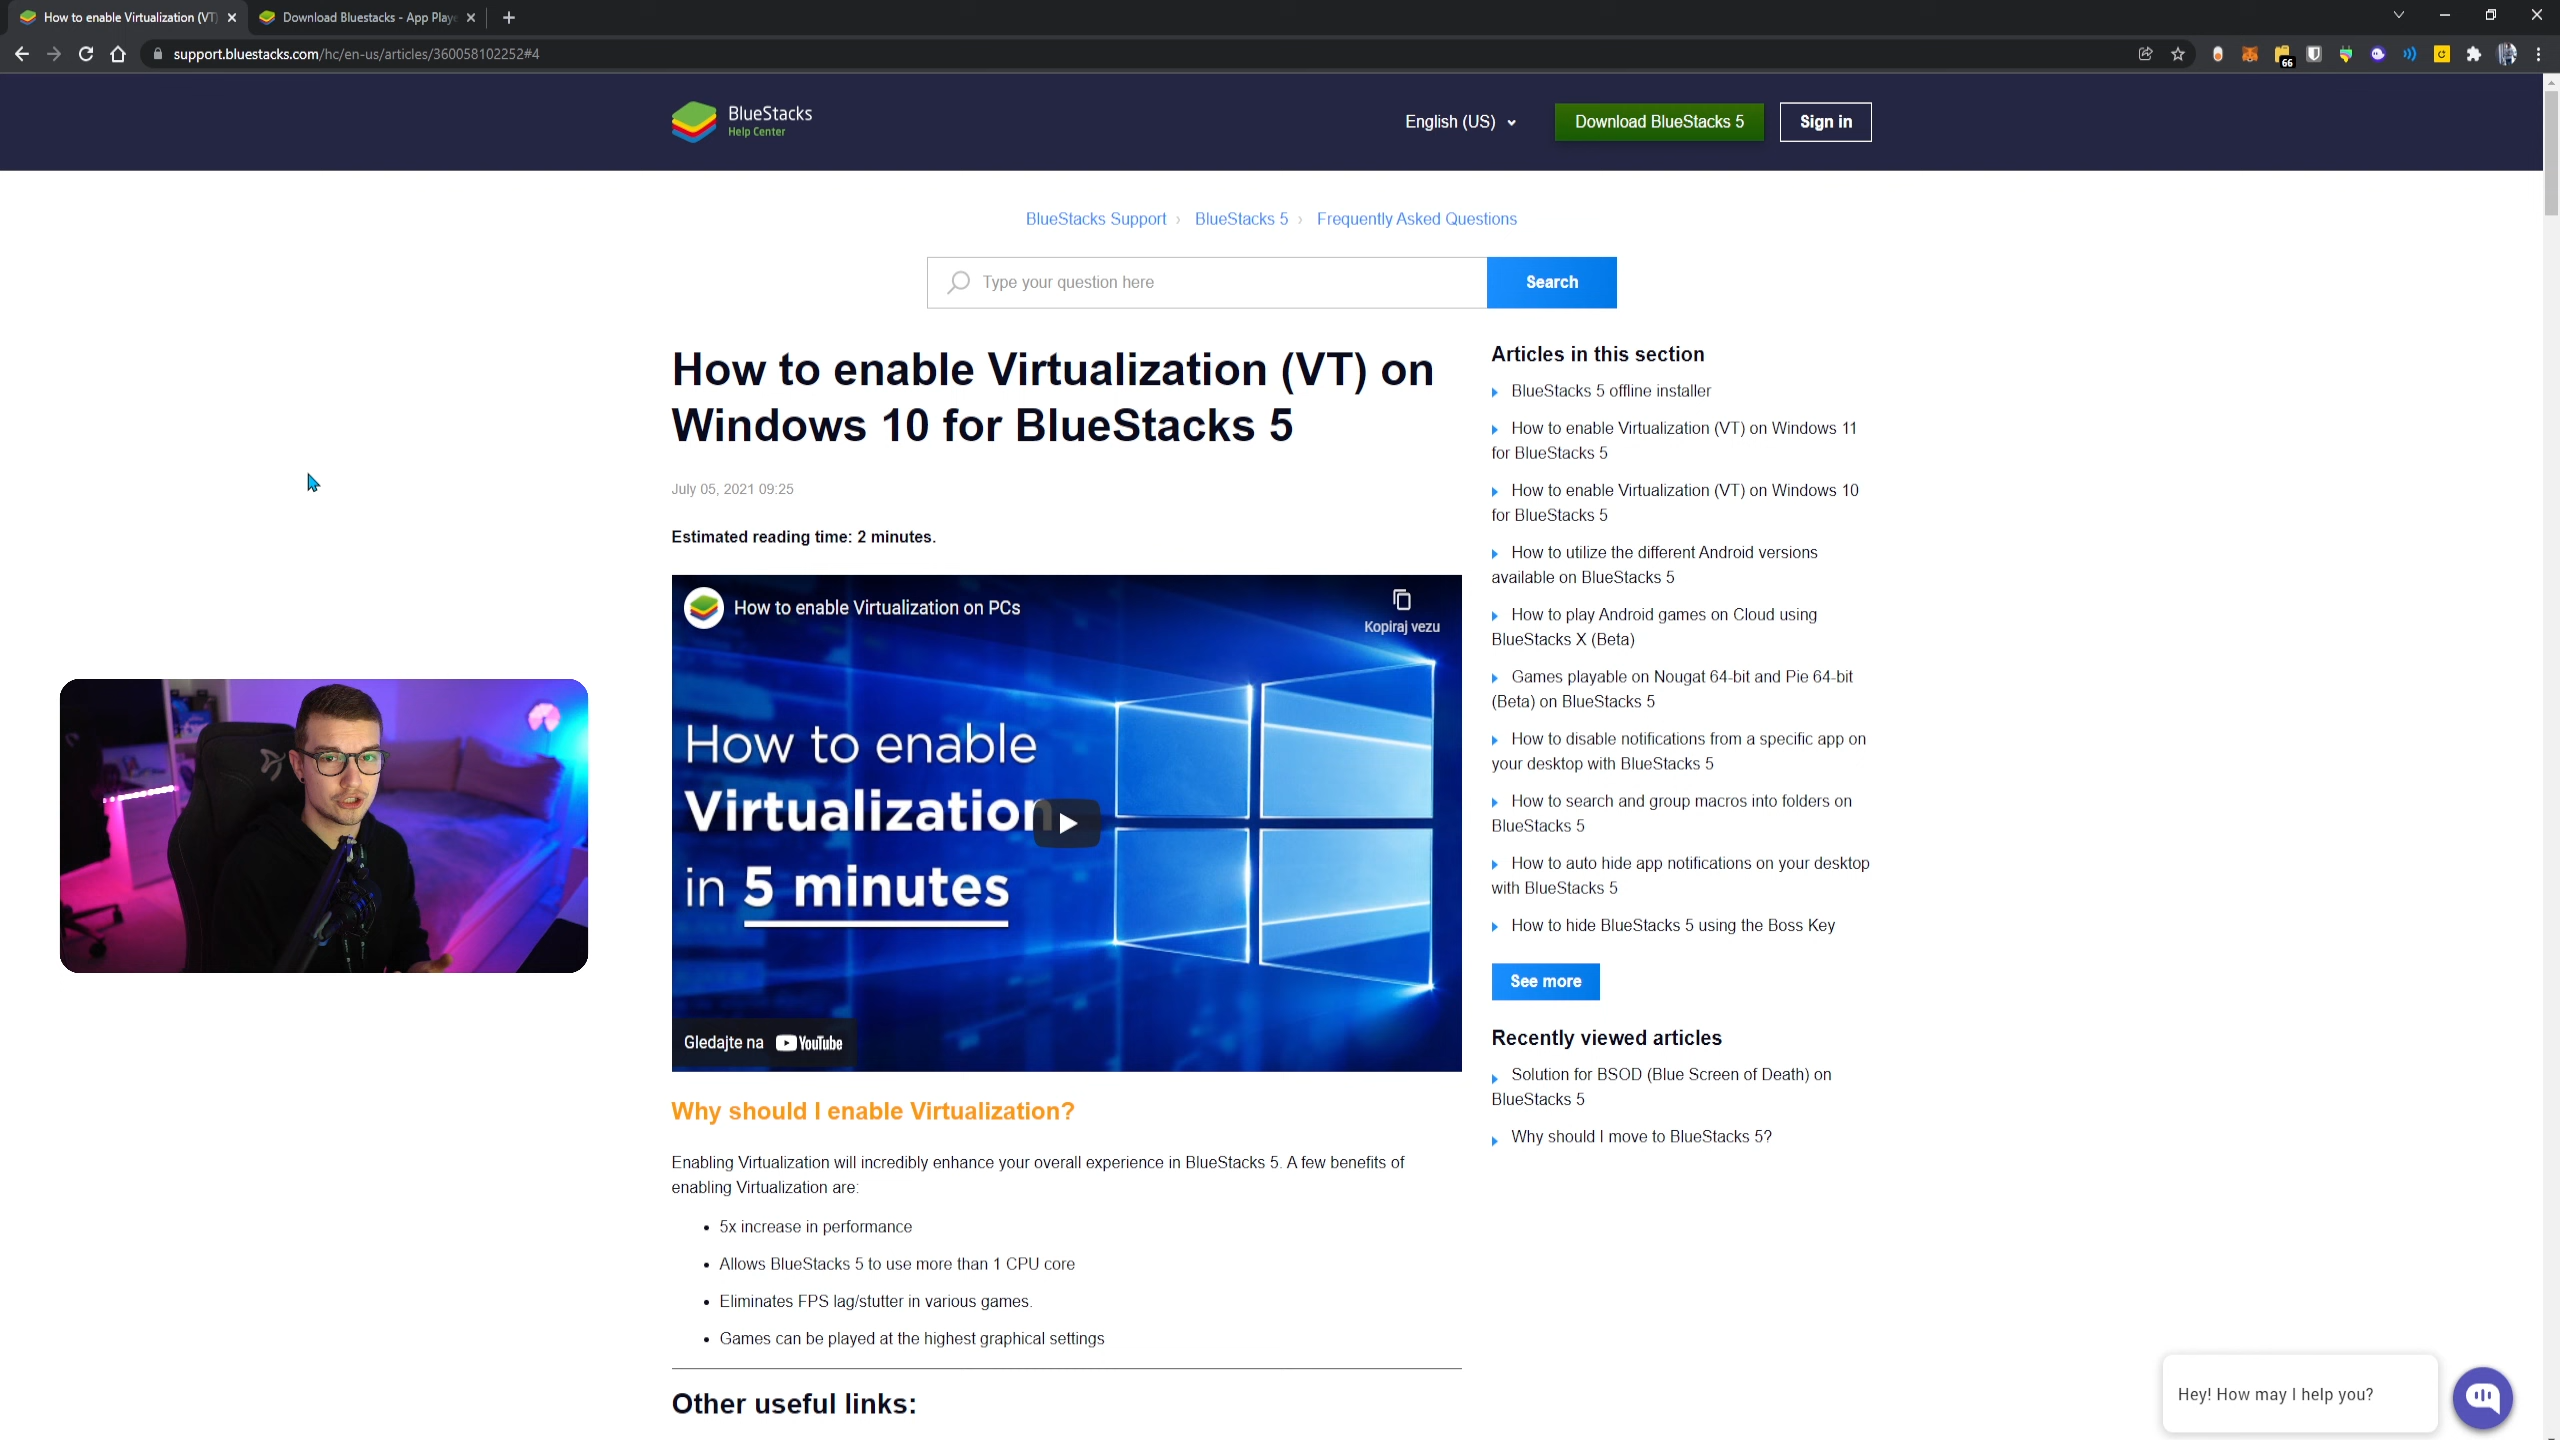 How to enable Virtualization (VT)
Download Bluestacks - App Playe
support.bluestacks.com/hc/en-us/articles/360058102252#4
66
BlueStacks
Help Center
English (US)
Download BlueStacks 5
Sign in
BlueStacks Support › BlueStacks 5 › Frequently Asked Questions
Type your question here
Search
How to enable Virtualization (VT) on
Windows 10 for BlueStacks 5
July 05, 2021 09:25
Estimated reading time: 2 minutes.
How to enable Virtualization on PCs
Kopiraj vezu
How to enable
Virtualization
in 5 minutes
Gledajte na YouTube
Why should I enable Virtualization?
Enabling Virtualization will incredibly enhance your overall experience in BlueStacks 5. A few benefits of
enabling Virtualization are:
• 5x increase in performance
• Allows BlueStacks 5 to use more than 1 CPU core
• Eliminates FPS lag/stutter in various games.
• Games can be played at the highest graphical settings
Other useful links:
Articles in this section
BlueStacks 5 offline installer
How to enable Virtualization (VT) on Windows 11
for BlueStacks 5
How to enable Virtualization (VT) on Windows 10
for BlueStacks 5
How to utilize the different Android versions
available on BlueStacks 5
How to play Android games on Cloud using
BlueStacks X (Beta)
Games playable on Nougat 64-bit and Pie 64-bit
(Beta) on BlueStacks 5
How to disable notifications from a specific app on
your desktop with BlueStacks 5
How to search and group macros into folders on
BlueStacks 5
How to auto hide app notifications on your desktop
with BlueStacks 5
How to hide BlueStacks 5 using the Boss Key
See more
Recently viewed articles
Solution for BSOD (Blue Screen of Death) on
BlueStacks 5
Why should I move to BlueStacks 5?
Hey! How may I help you?